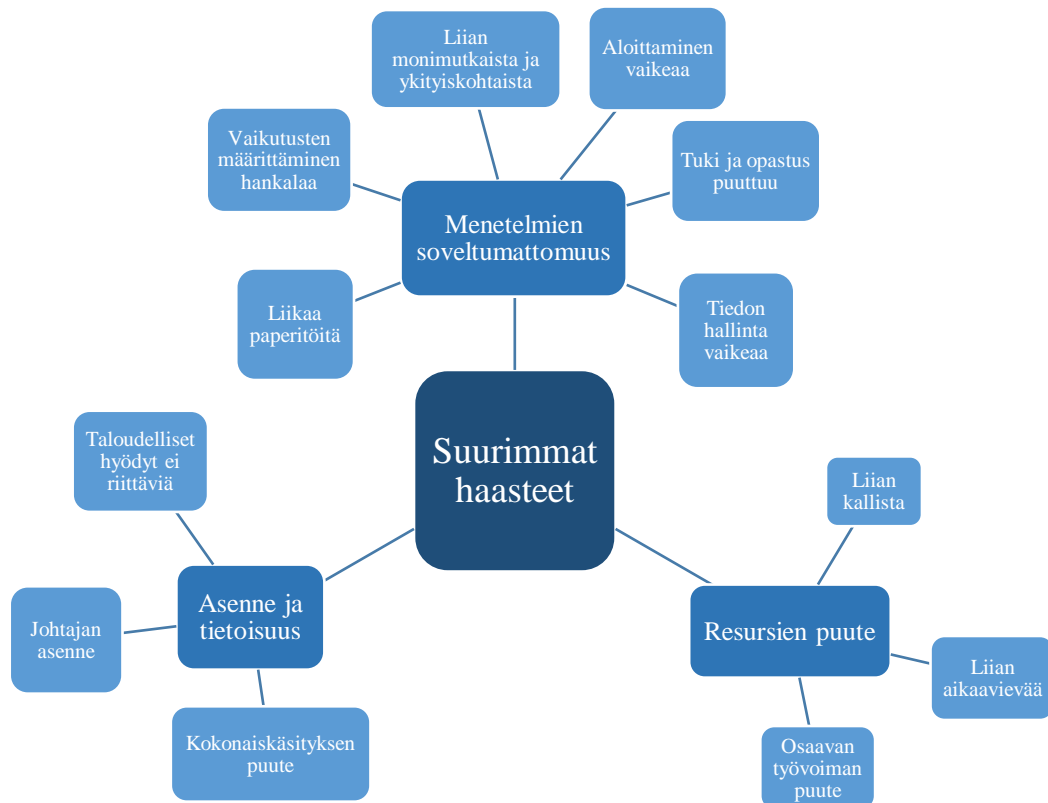 Liian
monimutkaista ja
ykityiskohtaista
Aloittaminen
vaikeaa
Vaikutusten
määrittäminen
hankalaa
Tuki ja opastus
puuttuu
Menetelmien
soveltumattomuus
Liikaa
paperitöitä
Tiedon
hallinta
vaikeaa
Suurimmat
haasteet
Taloudelliset
hyödyt ei
riittäviä
Liian
kallista
Asenne ja
tietoisuus
Johtajan
asenne
Resursien puute
Liian
aikaavievää
Kokonaiskäsityksen
puute
Osaavan
työvoiman
puute